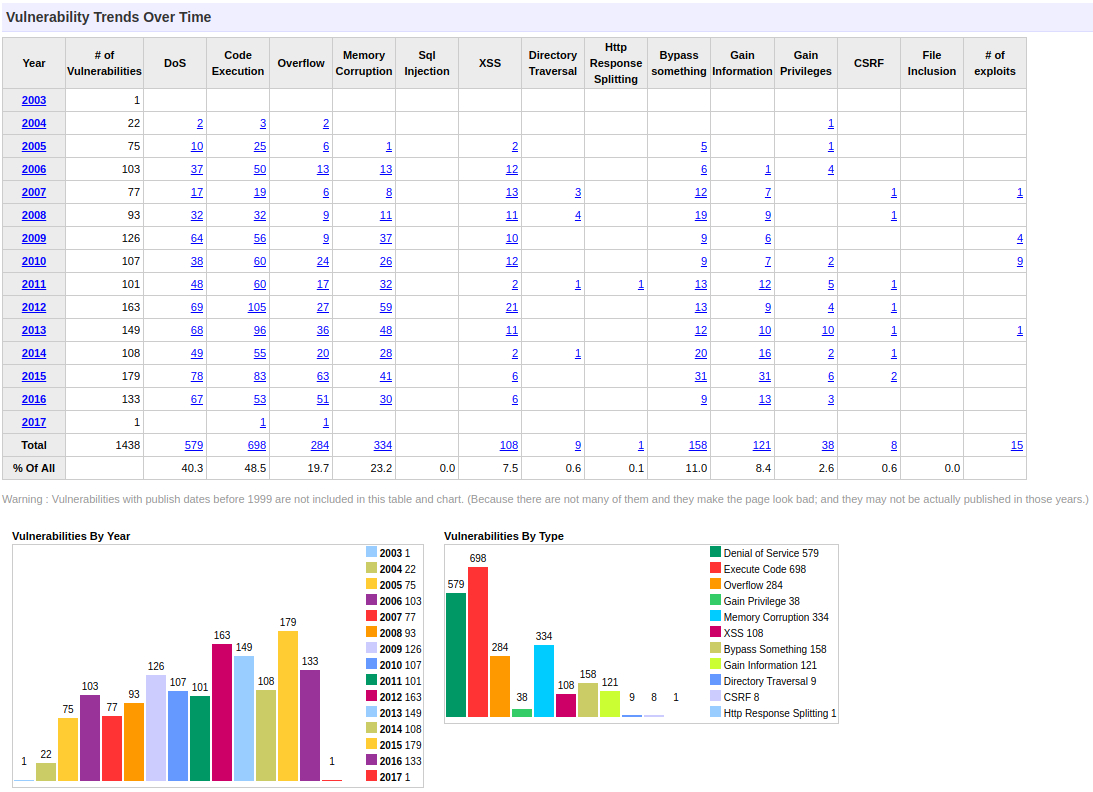 Vulnerability Trends Over Time
Year # of Vulnerabilities DoS Code Execution Overflow Memory Corruption Sql Injection XSS Directory Traversal Http Response Splitting Bypass something Gain Information Gain Privileges CSRF File Inclusion # of exploits
2003 1
2004 22 2 3 2 1
2005 75 10 25 6 1 2 5 1
2006 103 37 50 13 13 12 6 1 4
2007 77 17 19 6 8 13 3 12 7 1 1
2008 93 32 32 9 11 11 4 19 9 1
2009 126 64 56 9 37 10 9 6 4
2010 107 38 60 24 26 12 9 7 2 9
2011 101 48 60 17 32 2 1 1 13 12 5 1
2012 163 69 105 27 59 21 13 9 4 1
2013 149 68 96 36 48 11 12 10 10 1 1
2014 108 49 55 20 28 2 1 20 16 2 1
2015 179 78 83 63 41 6 31 31 6 2
2016 133 67 53 51 30 6 9 13 3
2017 1 1 1
Total 1438 579 698 284 334 108 9 1 158 121 38 8 15
% Of All 40.3 48.5 19.7 23.2 0.0 7.5 0.6 0.1 11.0 8.4 2.6 0.6 0.0
Warning : Vulnerabilities with publish dates before 1999 are not included in this table and chart. (Because there are not many of them and they make the page look bad; and they may not be actually published in those years.)
Vulnerabilities By Year
1 22 75 103 77 93 126 107 101 163 149 108 179 133 1
2003 1
2004 22
2005 75
2006 103
2007 77
2008 93
2009 126
2010 107
2011 101
2012 163
2013 149
2014 108
2015 179
2016 133
2017 1
Vulnerabilities By Type
579 698 284 38 334 108 158 121 9 8 1
Denial of Service 579
Execute Code 698
Overflow 284
Gain Privilege 38
Memory Corruption 334
XSS 108
Bypass Something 158
Gain Information 121
Directory Traversal 9
CSRF 8
Http Response Splitting 1